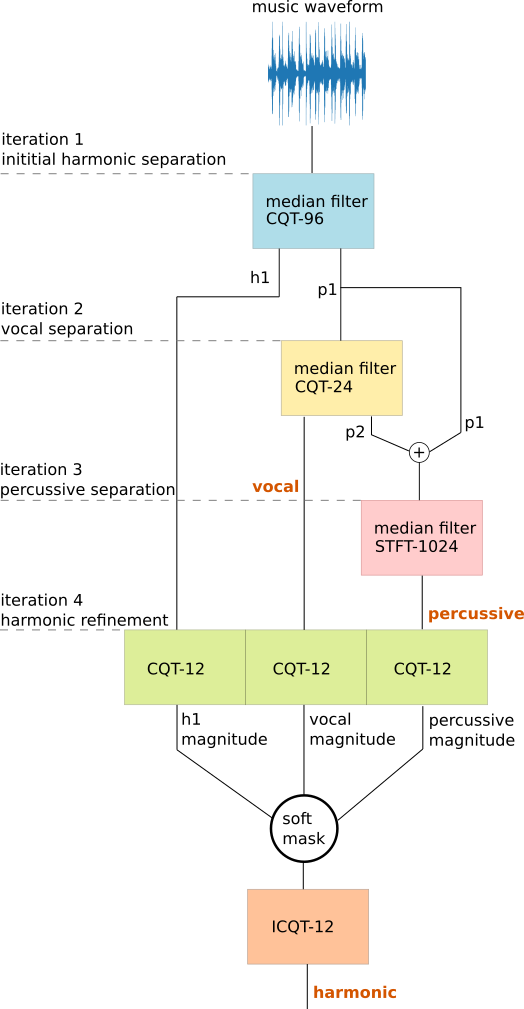 music waveform
iteration 1
inititial harmonic separation
median filter
CQT-96
h1
p1
iteration 2
vocal separation
median filter
CQT-24
p2
p1
+
iteration 3
percussive separation
vocal
median filter
STFT-1024
iteration 4
harmonic refinement
percussive
CQT-12
CQT-12
CQT-12
h1
magnitude
vocal
magnitude
percussive
magnitude
soft
mask
ICQT-12
harmonic